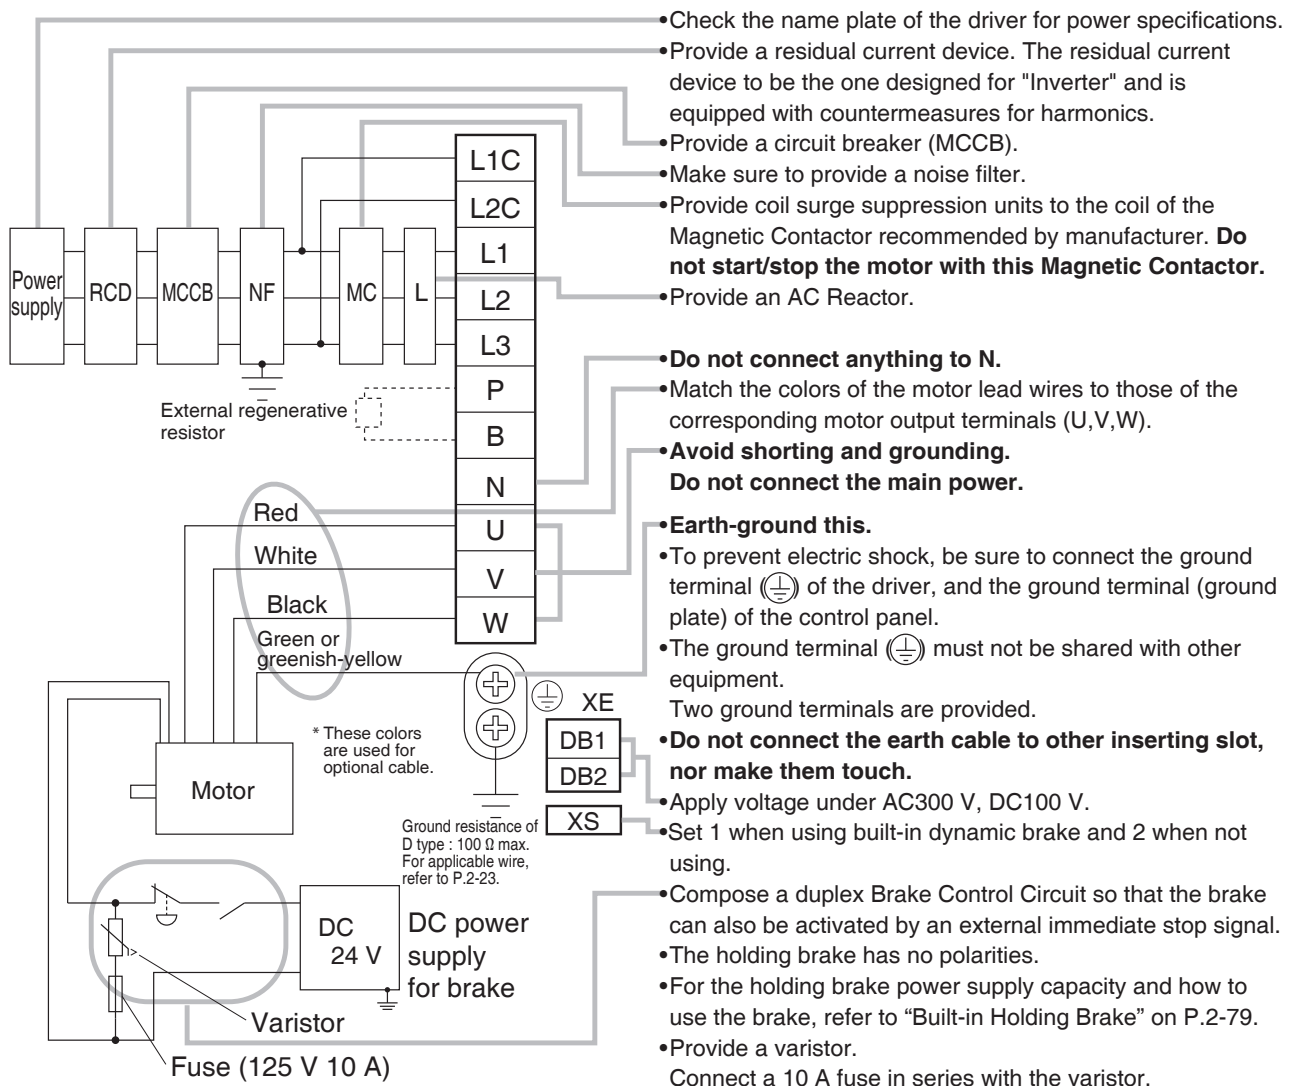 •Check the name plate of the driver for power specifications.
•Provide a residual current device. The residual current
device to be the one designed for "Inverter" and is
equipped with countermeasures for harmonics.
•Provide a circuit breaker (MCCB).
•Make sure to provide a noise filter.
•Provide coil surge suppression units to the coil of the
Magnetic Contactor recommended by manufacturer. Do
not start/stop the motor with this Magnetic Contactor.
•Provide an AC Reactor.
•Do not connect anything to N.
•Match the colors of the motor lead wires to those of the
corresponding motor output terminals (U,V,W).
•Avoid shorting and grounding.
Do not connect the main power.
•Earth-ground this.
•To prevent electric shock, be sure to connect the ground
terminal (⏚) of the driver, and the ground terminal (ground
plate) of the control panel.
•The ground terminal (⏚) must not be shared with other
equipment.
Two ground terminals are provided.
•Do not connect the earth cable to other inserting slot,
nor make them touch.
•Apply voltage under AC300 V, DC100 V.
•Set 1 when using built-in dynamic brake and 2 when not
using.
•Compose a duplex Brake Control Circuit so that the brake
can also be activated by an external immediate stop signal.
•The holding brake has no polarities.
•For the holding brake power supply capacity and how to
use the brake, refer to “Built-in Holding Brake” on P.2-79.
•Provide a varistor.
Connect a 10 A fuse in series with the varistor.
Power
supply
RCD
MCCB
NF
MC
L
L1C
L2C
L1
L2
L3
P
B
N
U
V
W
External regenerative
resistor
Red
White
Black
Green or
greenish-yellow
* These colors
are used for
optional cable.
Motor
XE
DB1
DB2
XS
Ground resistance of
D type : 100 Ω max.
For applicable wire,
refer to P.2-23.
DC
24 V
DC power
supply
for brake
Varistor
Fuse (125 V 10 A)